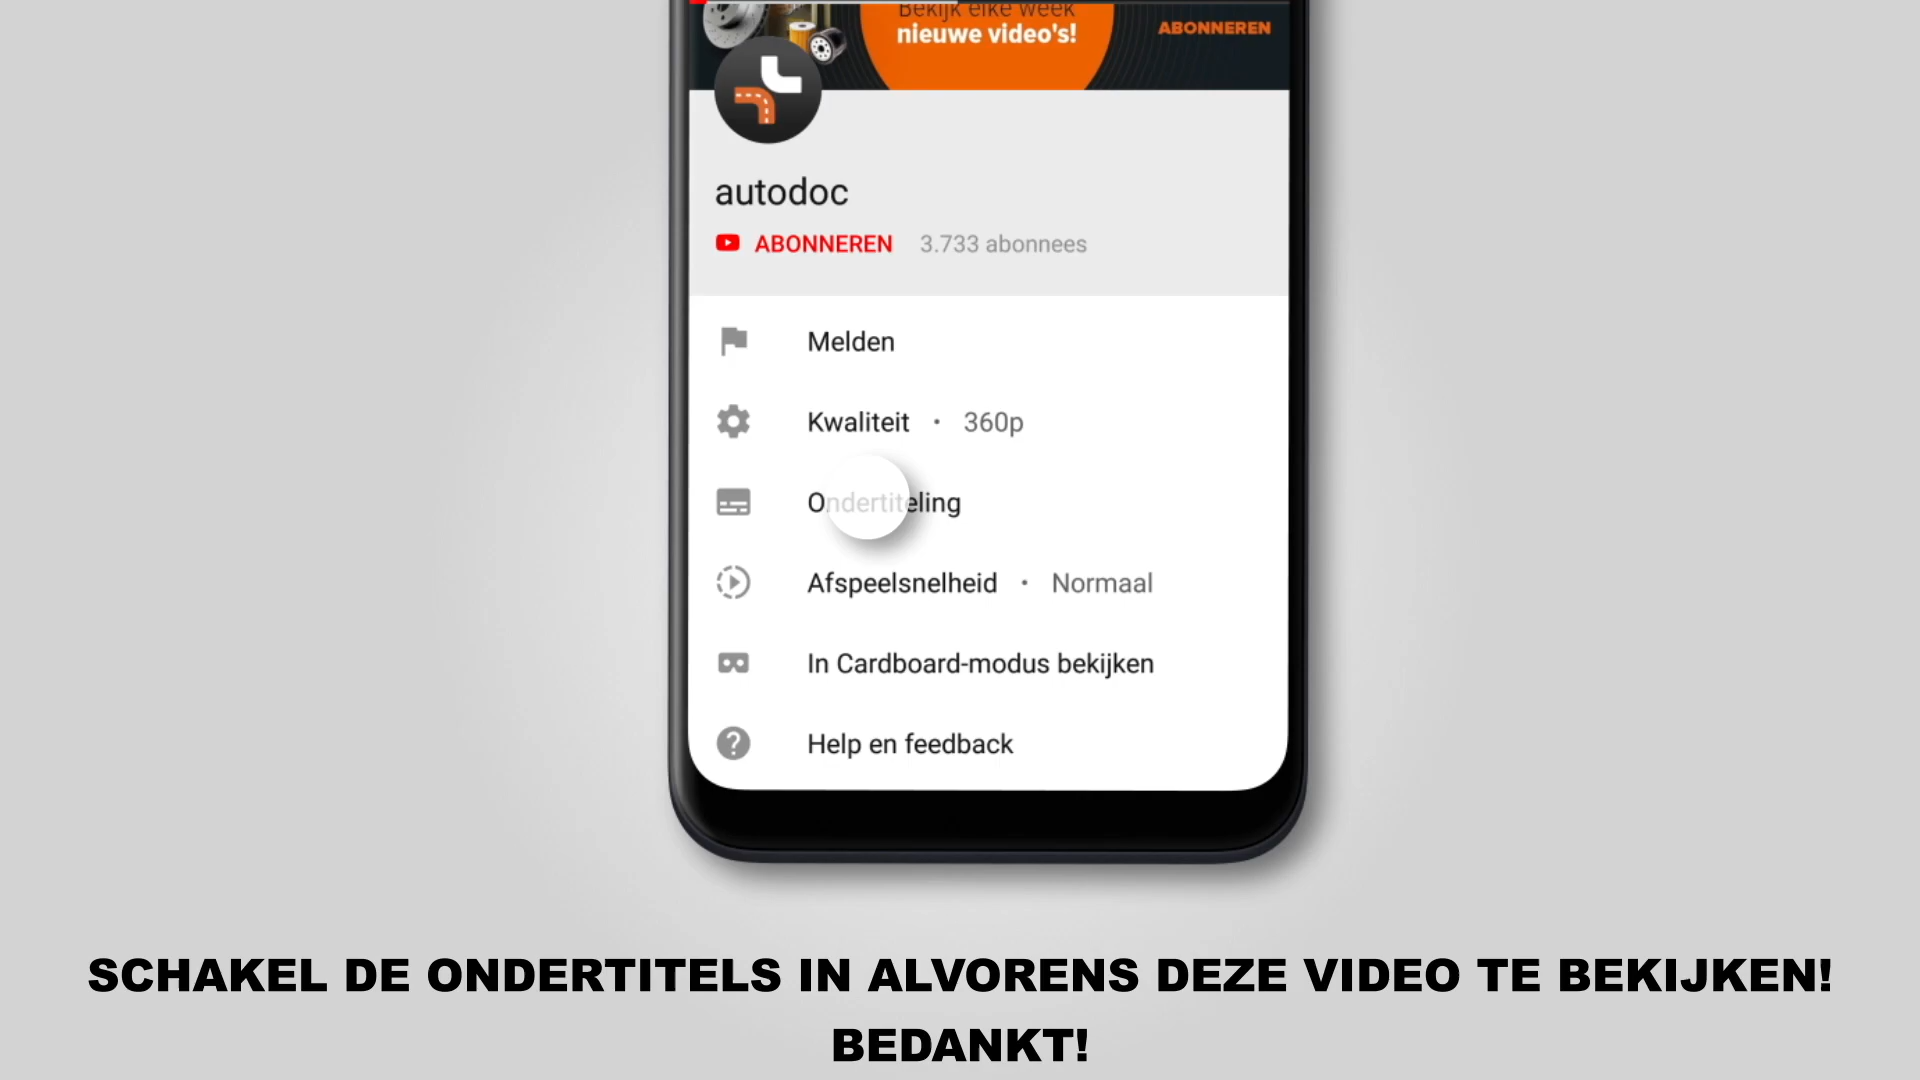 Bekijk elke week
nieuwe video's!
ABONNEREN
autodoc
ABONNEREN 3.733 abonnees
Melden
Kwaliteit • 360p
Ondertiteling
Afspeelsnelheid • Normaal
In Cardboard-modus bekijken
Help en feedback
SCHAKEL DE ONDERTITELS IN ALVORENS DEZE VIDEO TE BEKIJKEN!
BEDANKT!